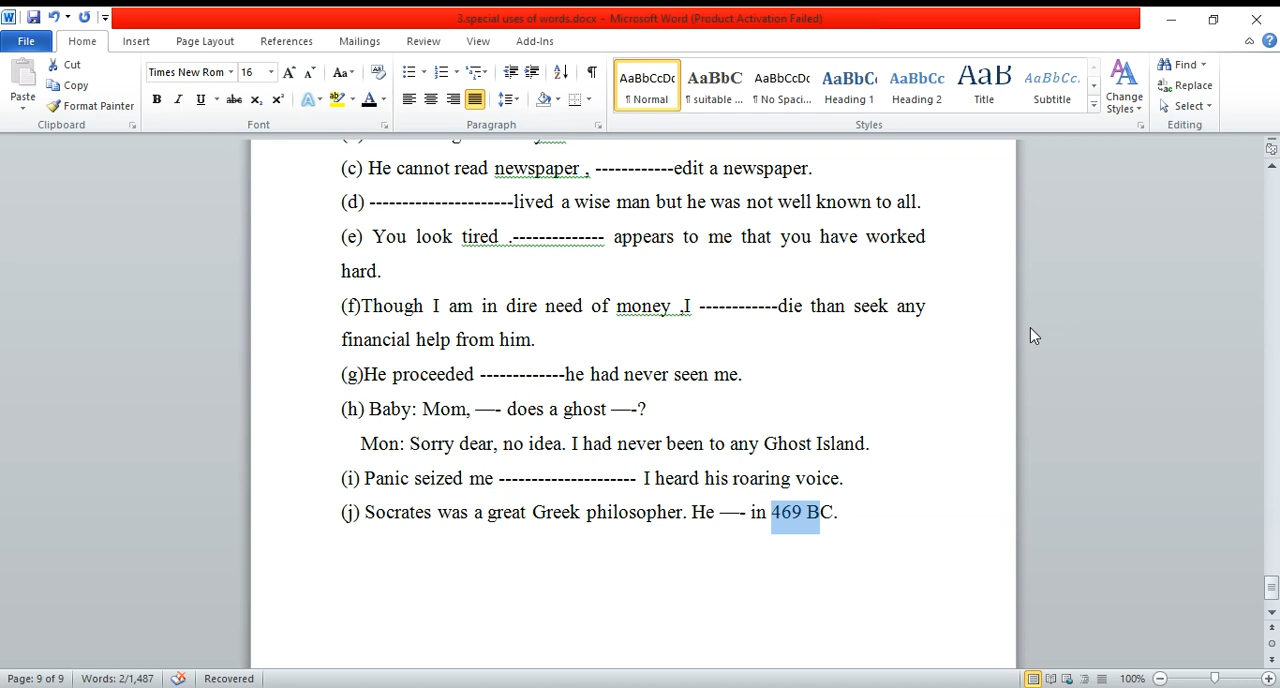 3.special uses of words.docx - Microsoft Word (Product Activation Failed)
File Home Insert Page Layout References Mailings Review View Add-Ins
Paste
Cut
Copy
Format Painter
Clipboard
Times New Rom 16
Font
Paragraph
AaBbCcDc AaBbC AaBbCcDc AaBbC AaBbCc AaB AaBbCc.
¶ Normal ¶ suitable ... ¶ No Spaci... Heading 1 Heading 2 Title Subtitle
Change Styles
Styles
Find
Replace
Select
Editing
(c) He cannot read newspaper , ------------edit a newspaper.
(d) ----------------------lived a wise man but he was not well known to all.
(e) You look tired .-------------- appears to me that you have worked
hard.
(f)Though I am in dire need of money ,I ------------die than seek any
financial help from him.
(g)He proceeded -------------he had never seen me.
(h) Baby: Mom, —- does a ghost —-?
Mon: Sorry dear, no idea. I had never been to any Ghost Island.
(i) Panic seized me --------------------- I heard his roaring voice.
(j) Socrates was a great Greek philosopher. He —- in 469 BC.
Page: 9 of 9 Words: 2/1,487 Recovered 100%